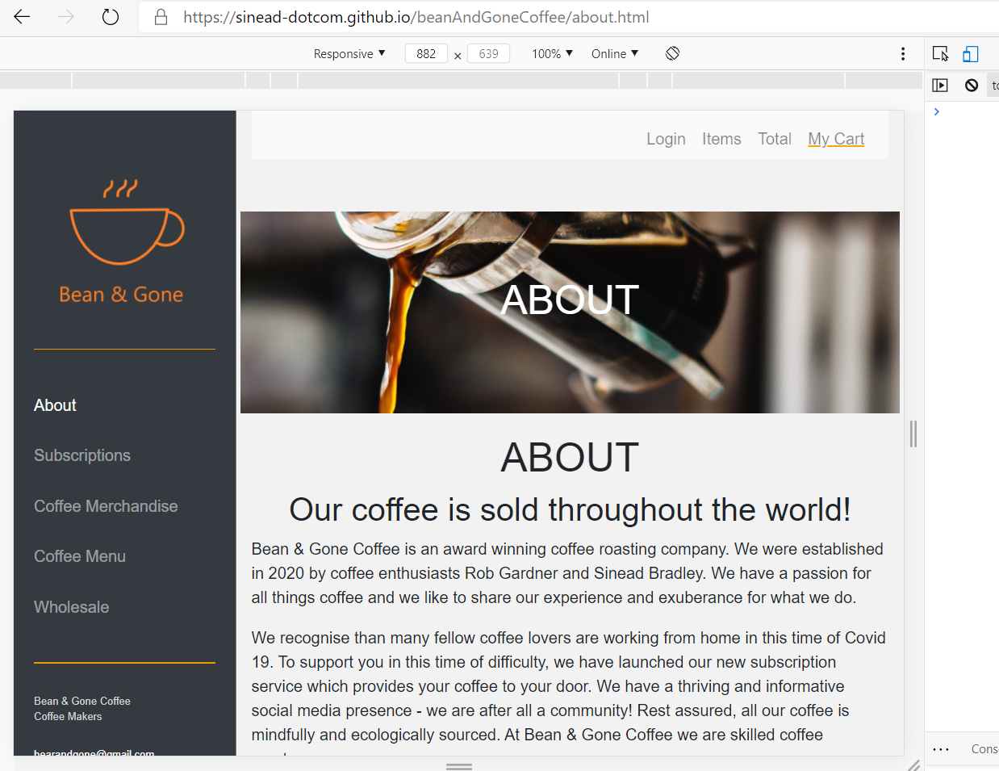 https://sinead-dotcom.github.io/beanAndGoneCoffee/about.html
Responsive 882 x 639 100% Online
Login Items Total My Cart
Bean & Gone
ABOUT
About
Subscriptions
Coffee Merchandise
Coffee Menu
Wholesale
Bean & Gone Coffee
Coffee Makers
bearandgone@gmail.com
ABOUT
Our coffee is sold throughout the world!
Bean & Gone Coffee is an award winning coffee roasting company. We were established
in 2020 by coffee enthusiasts Rob Gardner and Sinead Bradley. We have a passion for
all things coffee and we like to share our experience and exuberance for what we do.
We recognise than many fellow coffee lovers are working from home in this time of Covid
19. To support you in this time of difficulty, we have launched our new subscription
service which provides your coffee to your door. We have a thriving and informative
social media presence - we are after all a community! Rest assured, all our coffee is
mindfully and ecologically sourced. At Bean & Gone Coffee we are skilled coffee